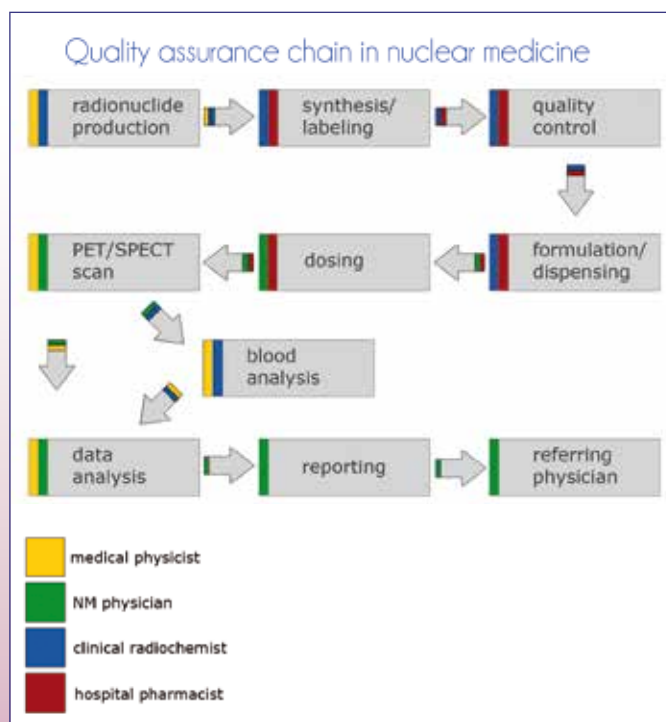 Quality assurance chain in nuclear medicine
radionuclide
production
synthesis/
labeling
quality
control
PET/SPECT
scan
dosing
formulation/
dispensing
blood
analysis
data
analysis
reporting
referring
physician
medical physicist
NM physician
clinical radiochemist
hospital pharmacist